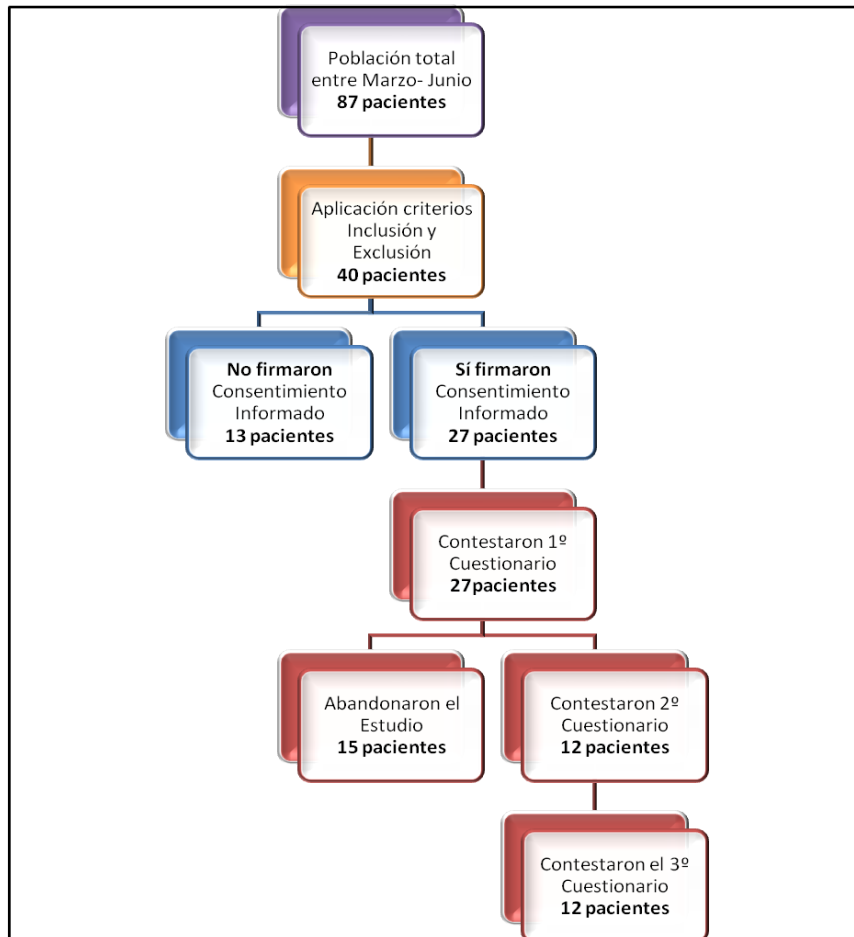 Población total
entre Marzo- Junio
87 pacientes
Aplicación criterios
Inclusión y
Exclusión
40 pacientes
No firmaron
Consentimiento
Informado
13 pacientes
Sí firmaron
Consentimiento
Informado
27 pacientes
Contestaron 1º
Cuestionario
27pacientes
Abandonaron el
Estudio
15 pacientes
Contestaron 2º
Cuestionario
12 pacientes
Contestaron el 3º
Cuestionario
12 pacientes